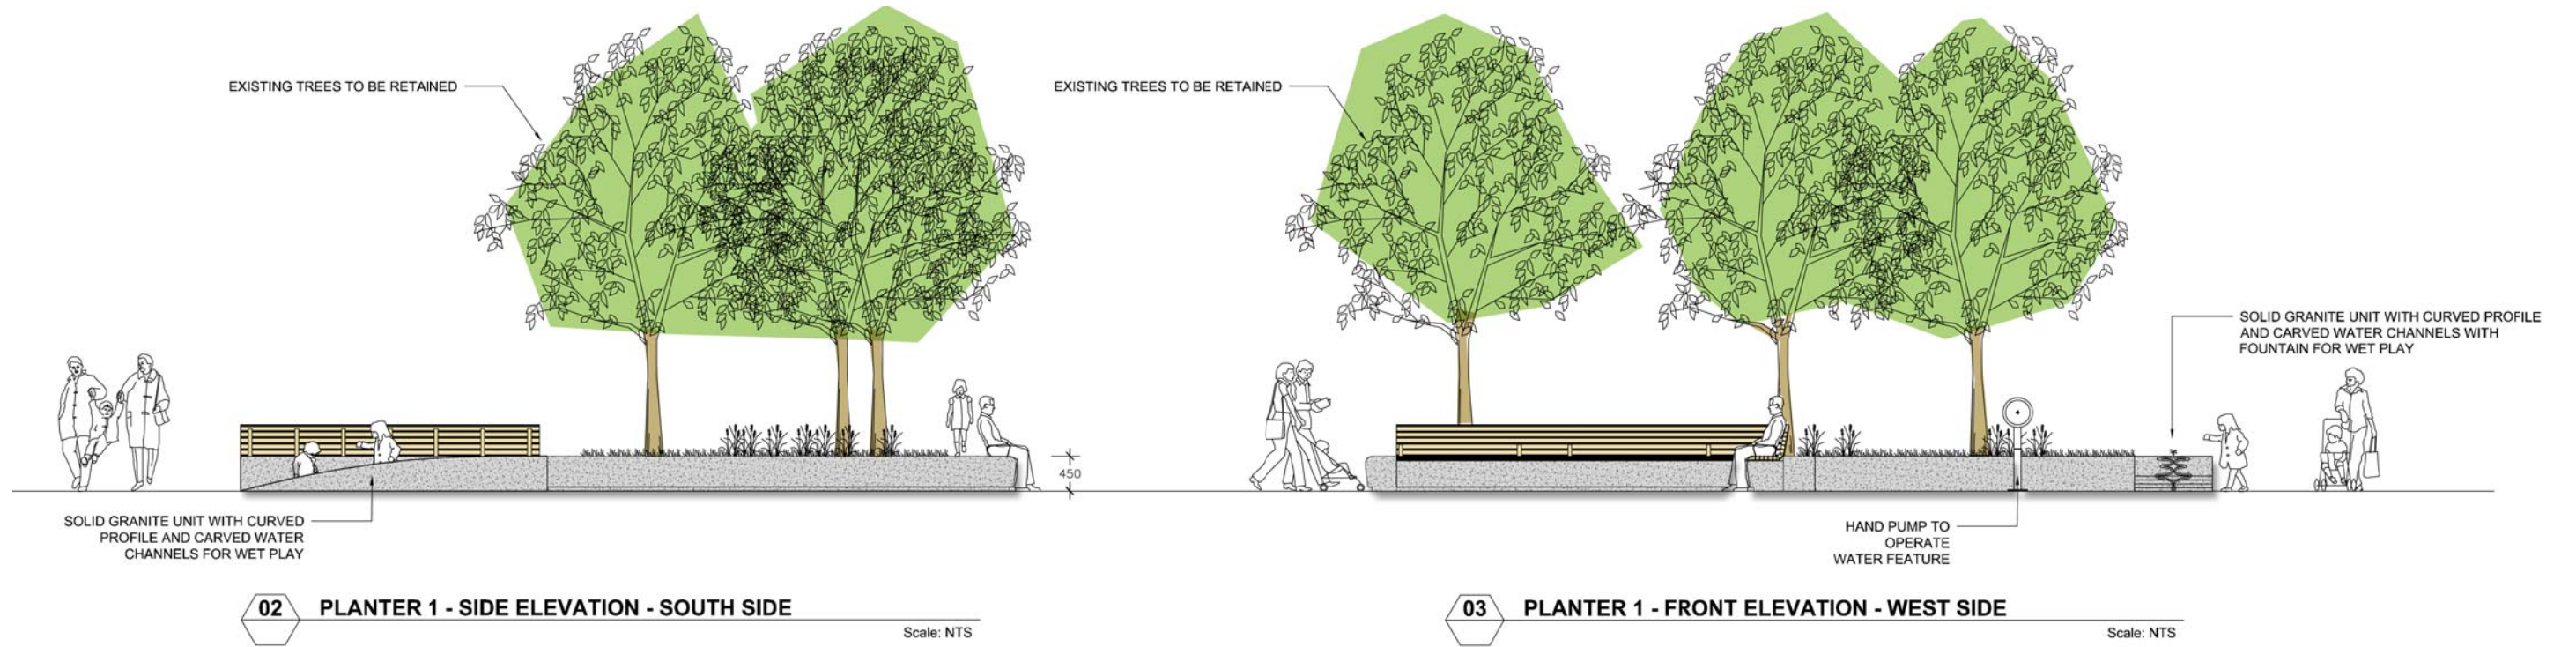 EXISTING TREES TO BE RETAINED
450
SOLID GRANITE UNIT WITH CURVED
PROFILE AND CARVED WATER
CHANNELS FOR WET PLAY
02 PLANTER 1 - SIDE ELEVATION - SOUTH SIDE
Scale: NTS
EXISTING TREES TO BE RETAINED
SOLID GRANITE UNIT WITH CURVED PROFILE
AND CARVED WATER CHANNELS WITH
FOUNTAIN FOR WET PLAY
HAND PUMP TO
OPERATE
WATER FEATURE
03 PLANTER 1 - FRONT ELEVATION - WEST SIDE
Scale: NTS